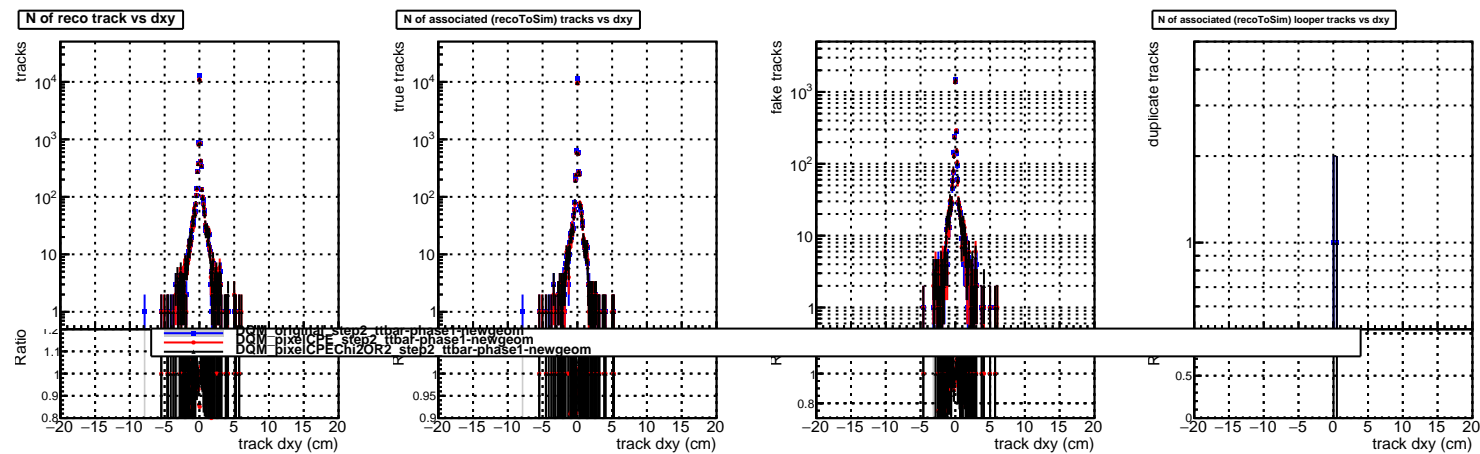 N of reco track vs dxy
N of associated (recoToSim) tracks vs dxy
N of associated (recoToSim) looper tracks vs dxy
tracks
10⁴
10³
10²
10
1
Ratio
1.2
1.1
1
0.9
0.8
−20 −15 −10 −5 0 5 10 15 20
track dxy (cm)
true tracks
10⁴
10³
10²
10
1
1
0.95
0.9
−20 −15 −10 −5 0 5 10 15 20
track dxy (cm)
fake tracks
10³
10²
10
1
1
0.8
−20 −15 −10 −5 0 5 10 15 20
track dxy (cm)
duplicate tracks
1
0.5
0
−20 −15 −10 −5 0 5 10 15 20
track dxy (cm)
DQM_original_step2_ttbar-phase1-newgeom
DQM_pixelCPE_step2_ttbar-phase1-newgeom
DQM_pixelCPEChi2OR2_step2_ttbar-phase1-newgeom